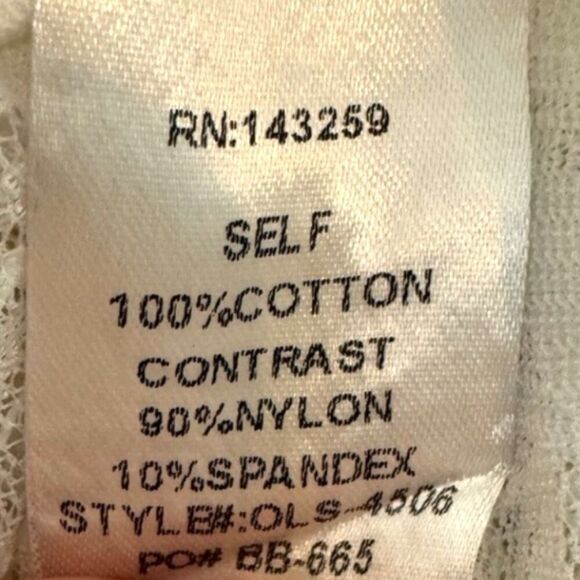 RN:143259
SELF
100%COTTON
CONTRAST
90%NYLON
10%SPANDEX
STYLE#:OLS-4506
PO# BB-665